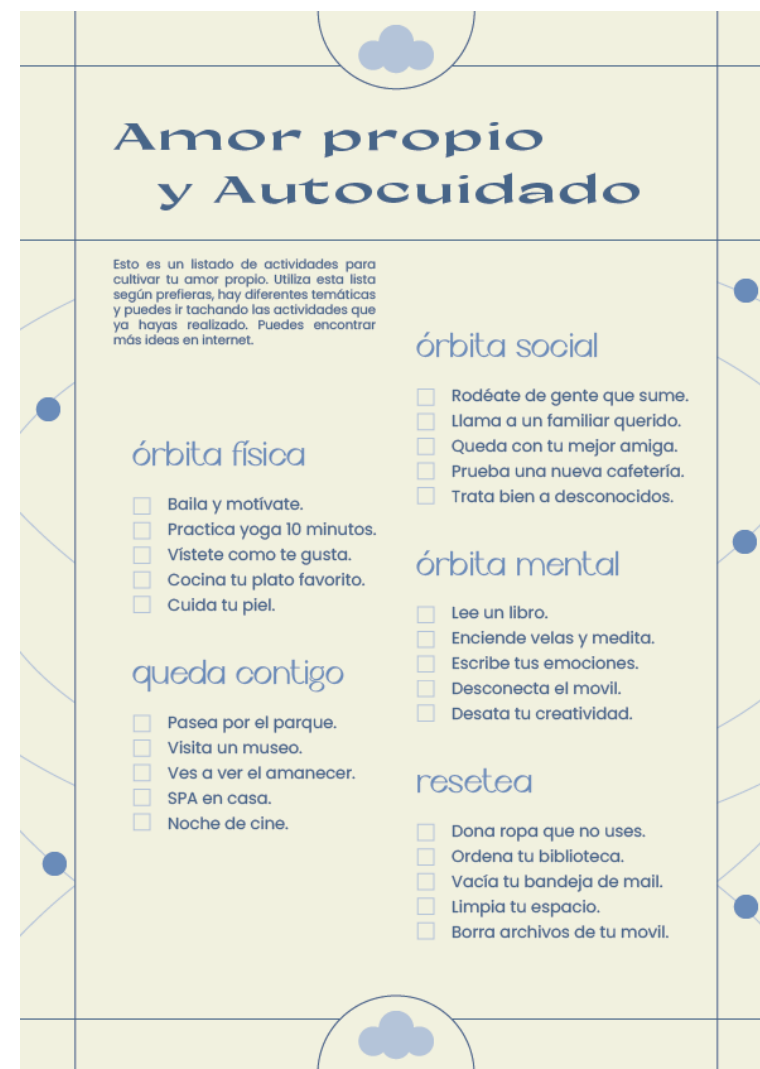 Amor propio
y Autocuidado
Esto es un listado de actividades para
cultivar tu amor propio. Utiliza esta lista
según prefieras, hay diferentes temáticas
y puedes ir tachando las actividades que
ya hayas realizado. Puedes encontrar
más ideas en internet.
órbita física
Baila y motívate.
Practica yoga 10 minutos.
Vístete como te gusta.
Cocina tu plato favorito.
Cuida tu piel.
queda contigo
Pasea por el parque.
Visita un museo.
Ves a ver el amanecer.
SPA en casa.
Noche de cine.
órbita social
Rodéate de gente que sume.
Llama a un familiar querido.
Queda con tu mejor amiga.
Prueba una nueva cafetería.
Trata bien a desconocidos.
órbita mental
Lee un libro.
Enciende velas y medita.
Escribe tus emociones.
Desconecta el movil.
Desata tu creatividad.
resetea
Dona ropa que no uses.
Ordena tu biblioteca.
Vacía tu bandeja de mail.
Limpia tu espacio.
Borra archivos de tu movil.